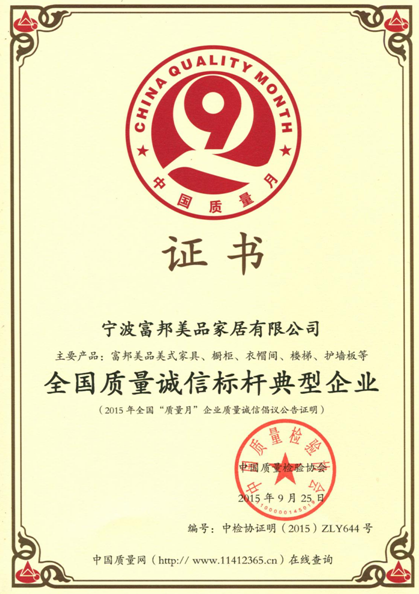 CHINA QUALITY MONTH
9
中国质量月
证书
宁波富邦美品家居有限公司
主要产品：富邦美品美式家具、橱柜、衣帽间、楼梯、护墙板等
全国质量诚信标杆典型企业
（2015年全国“质量月”企业质量诚信倡议公告证明）
中国质量检验协会
中国质量检验协会
2015年9月25日
编号：中检协证明（2015）ZLY644号
中国质量网（http:// www.11412365.cn）在线查询